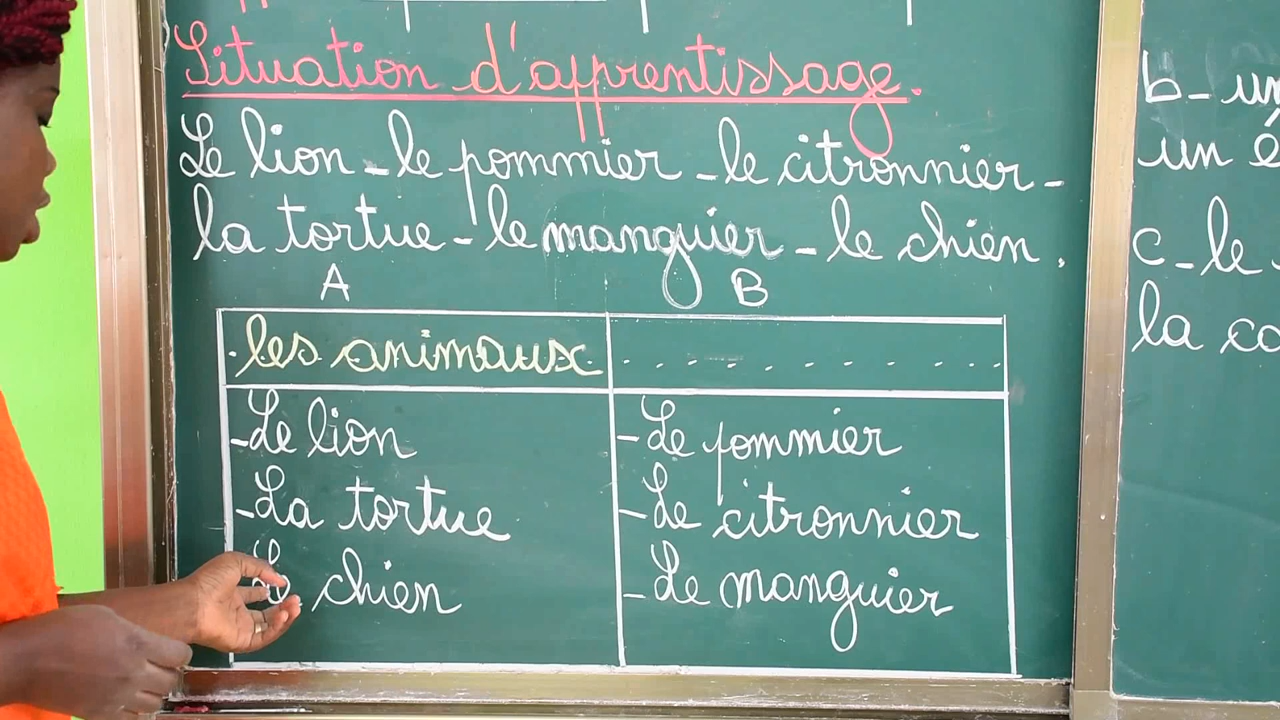 Situation d'apprentissage.
Le lion - le pommier - le citronnier -
la tortue - le manguier - le chien.
A B
les animaux . . . . . . . . . .
- Le lion - Le pommier
- La tortue - Le citronnier
Le chien - Le manguier
b - un
un
c - le
la